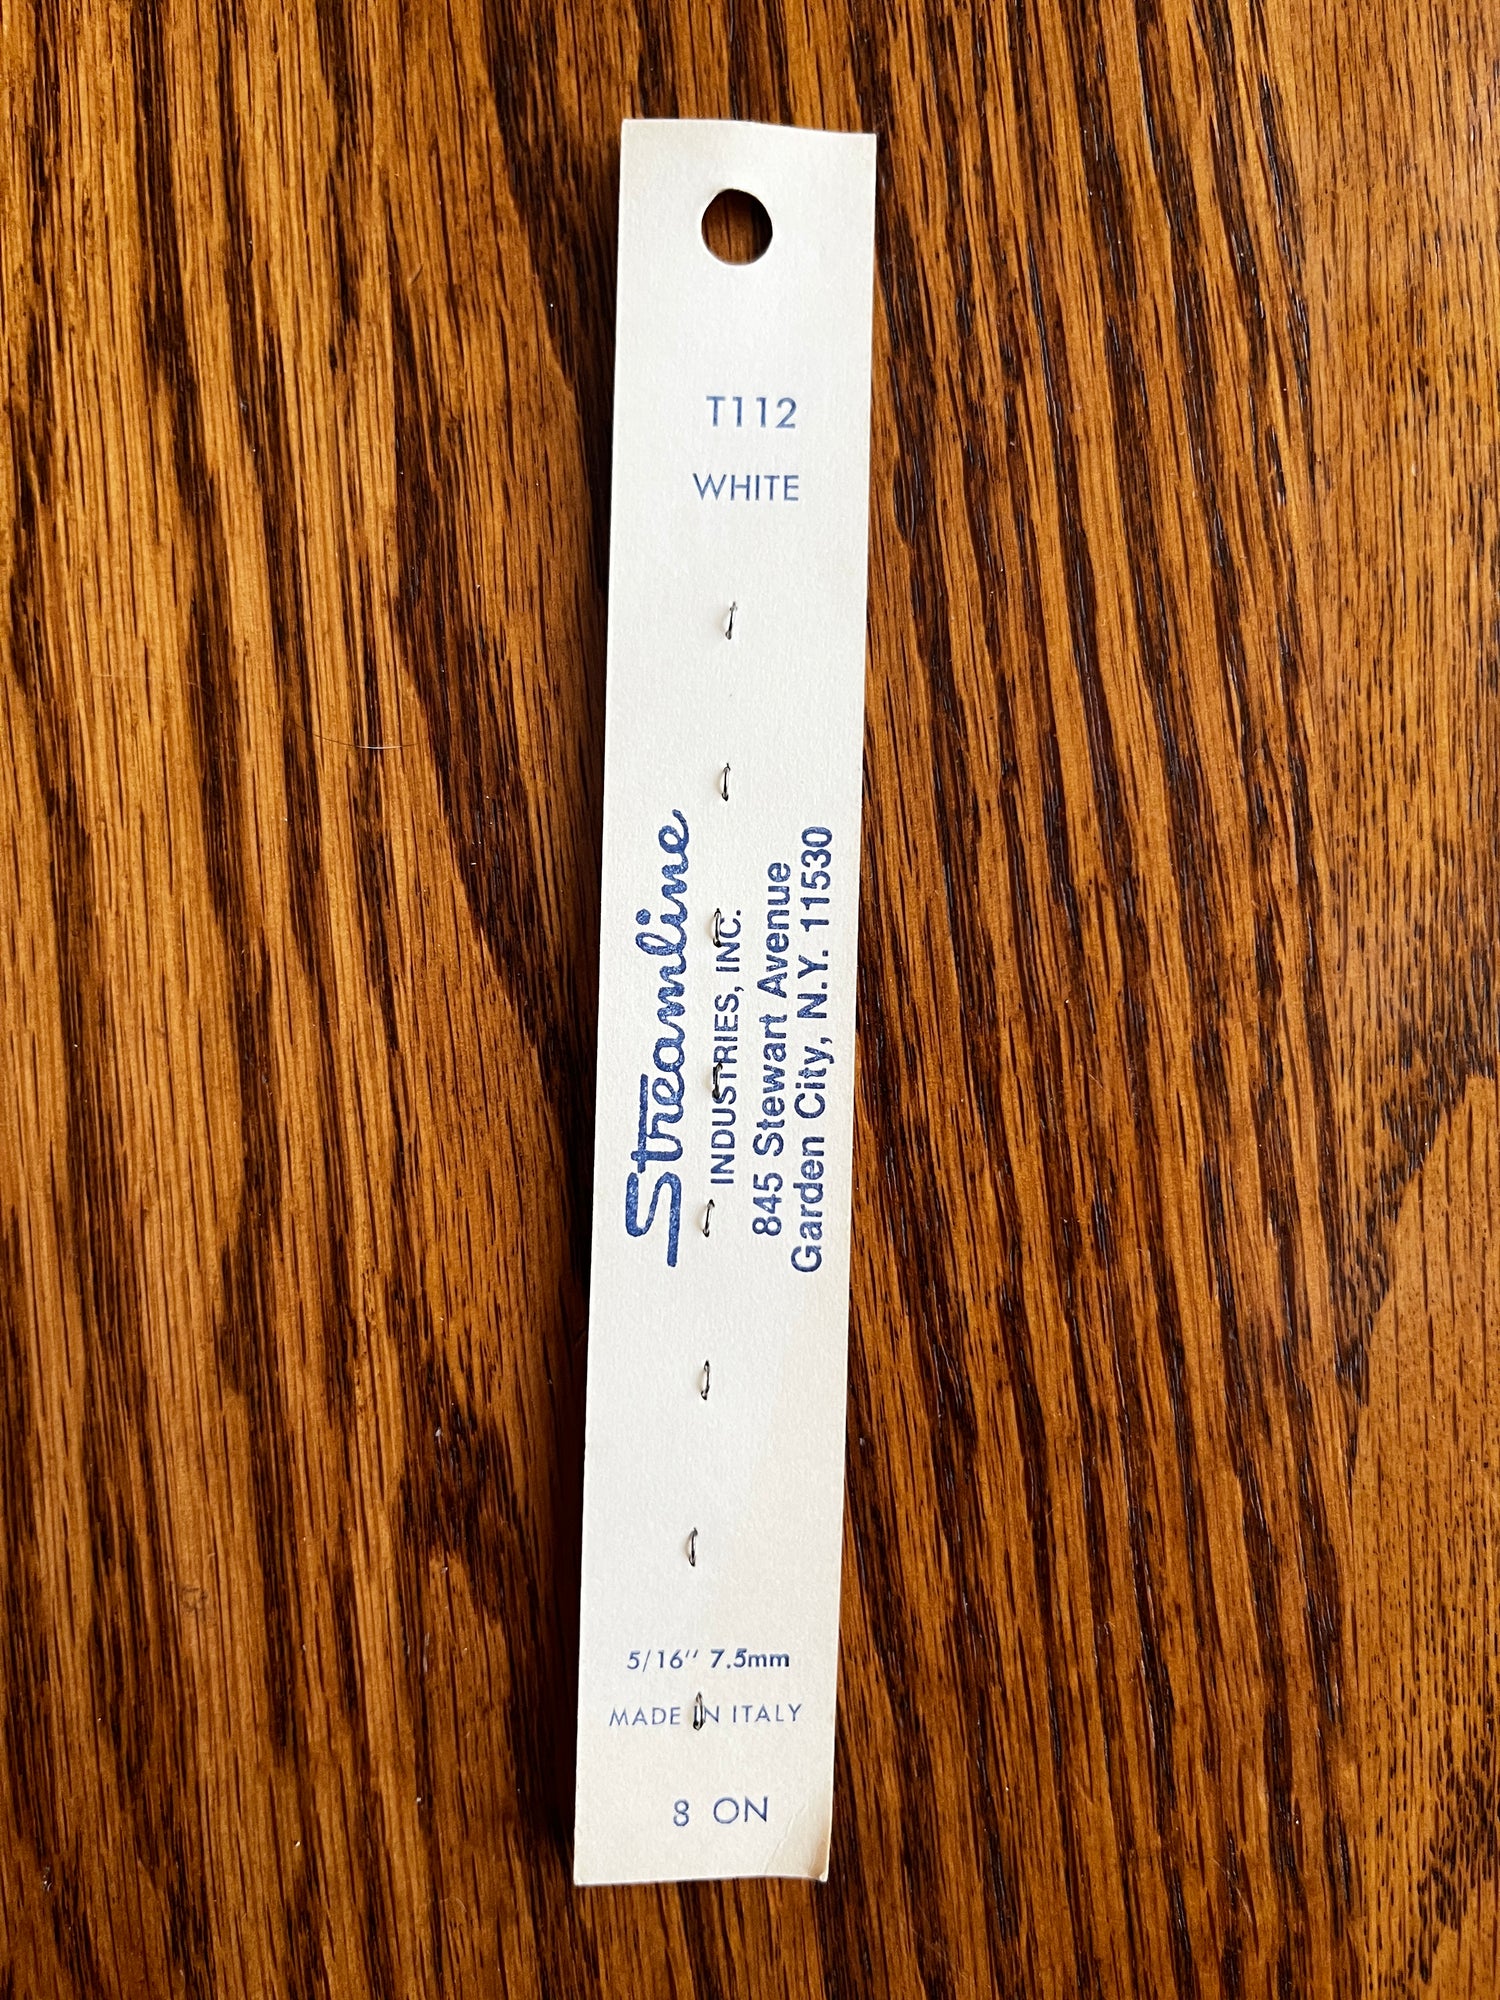 T112
WHITE
Streamline
INDUSTRIES, INC.
845 Stewart Avenue
Garden City, N.Y. 11530
5/16" 7.5mm
MADE IN ITALY
8 ON